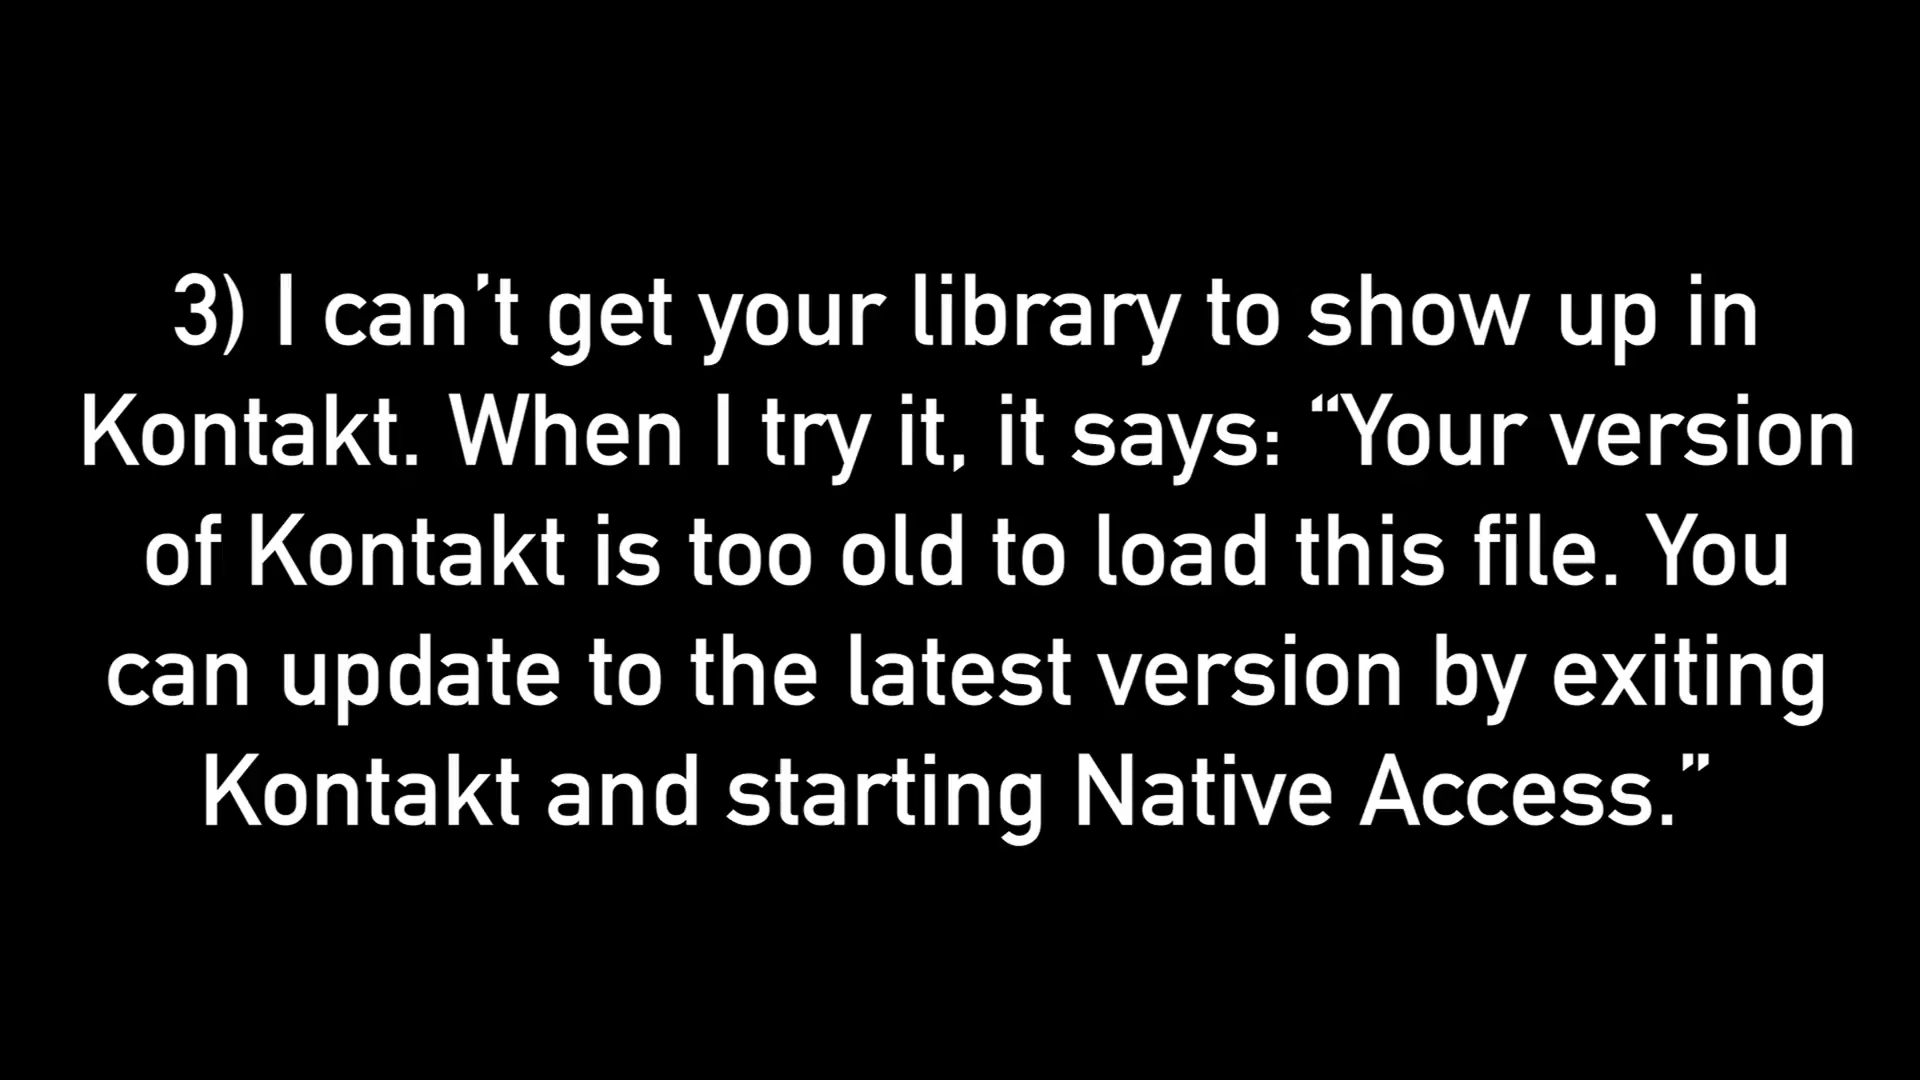 3) I can’t get your library to show up in
Kontakt. When I try it, it says: “Your version
of Kontakt is too old to load this file. You
can update to the latest version by exiting
Kontakt and starting Native Access.”